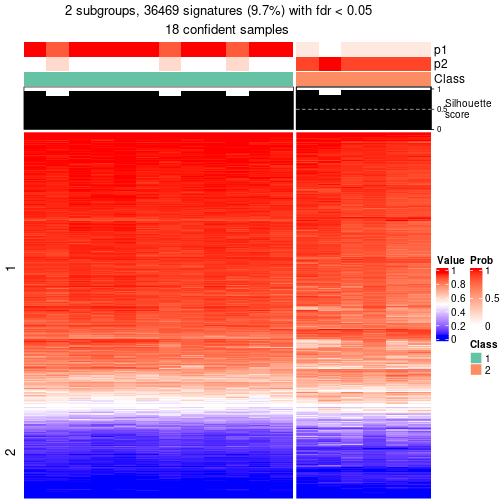 2 subgroups, 36469 signatures (9.7%) with fdr < 0.05
18 confident samples
p1
p2
Class
1
0.5
0
Silhouette
score
1
2
Value
1
0.8
0.6
0.4
0.2
0
Prob
1
0.5
0
Class
1
2